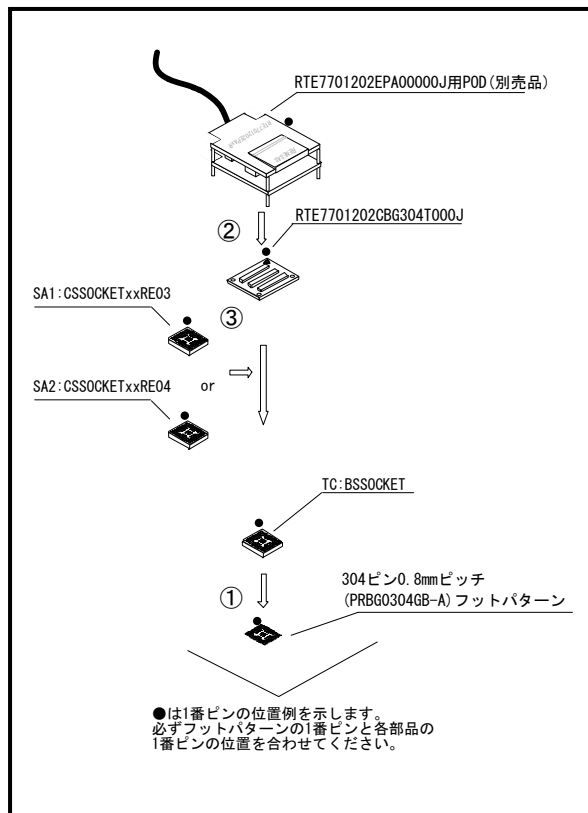 RTE7701202EPA00000J用POD(別売品)
②
RTE7701202CBG304T000J
SA1:CSSOCKETxxRE03
③
SA2:CSSOCKETxxRE04
or
TC:BSSOCKET
304ピン0.8mmピッチ
(PRBG0304GB-A)フットパターン
①
●は1番ピンの位置例を示します。
必ずフットパターンの1番ピンと各部品の
1番ピンの位置を合わせてください。